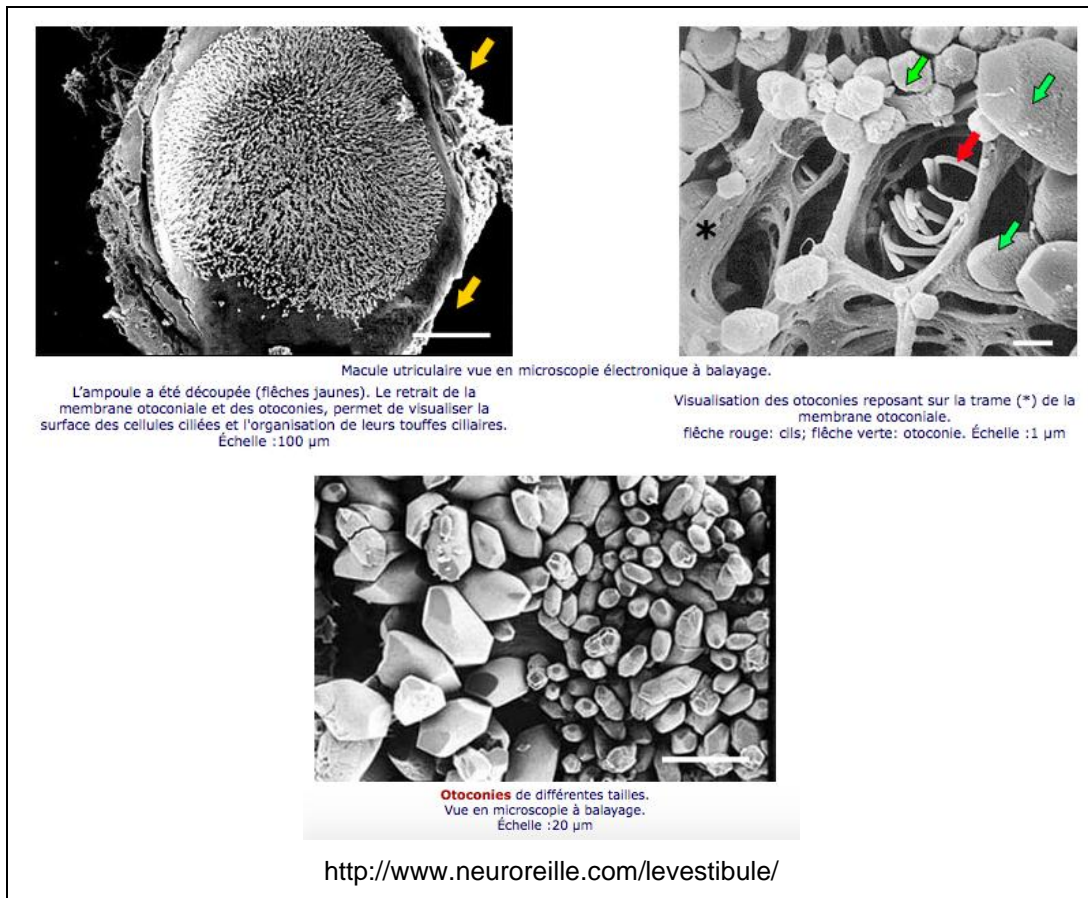 Macule utriculaire vue en microscopie électronique à balayage.
L'ampoule a été découpée (flêches jaunes). Le retrait de la
membrane otoconiale et des otoconies, permet de visualiser la
surface des cellules ciliées et l'organisation de leurs touffes ciliaires.
Échelle :100 µm
Visualisation des otoconies reposant sur la trame (*) de la
membrane otoconiale.
flêche rouge: cils; flêche verte: otoconie. Échelle :1 µm
*
Otoconies de différentes tailles.
Vue en microscopie à balayage.
Échelle :20 µm
http://www.neuroreille.com/levestibule/